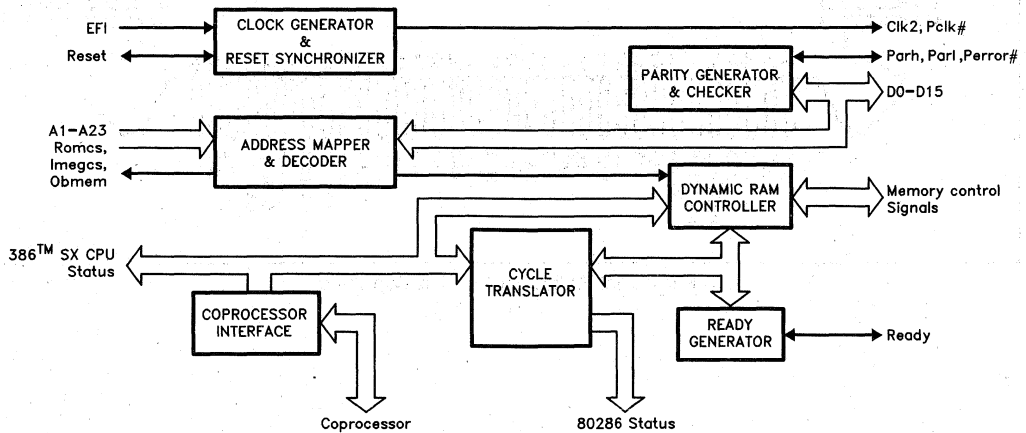 EFI
Reset
CLOCK GENERATOR
&
RESET SYNCHRONIZER
Clk2, Pclk#
Parh, Parl, Perror#
PARITY GENERATOR
& CHECKER
D0-D15
A1-A23
Romcs,
Imegcs,
Obmem
ADDRESS MAPPER
& DECODER
DYNAMIC RAM
CONTROLLER
Memory control
Signals
386™ SX CPU
Status
CYCLE
TRANSLATOR
COPROCESSOR
INTERFACE
READY
GENERATOR
Ready
Coprocessor
80286 Status